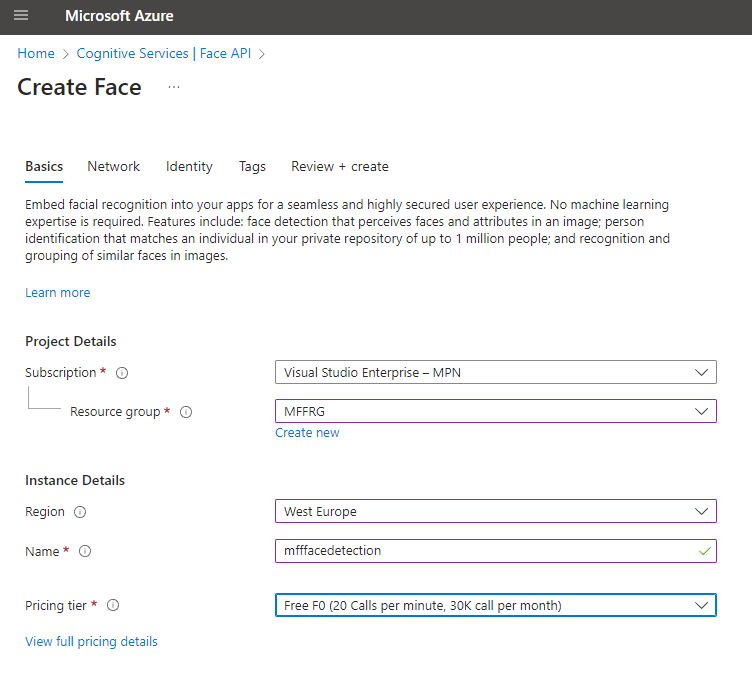 Microsoft Azure
Home > Cognitive Services | Face API >
Create Face ...
Basics Network Identity Tags Review + create
Embed facial recognition into your apps for a seamless and highly secured user experience. No machine learning
expertise is required. Features include: face detection that perceives faces and attributes in an image; person
identification that matches an individual in your private repository of up to 1 million people; and recognition and
grouping of similar faces in images.
Learn more
Project Details
Subscription * Visual Studio Enterprise – MPN
Resource group * MFFRG
Create new
Instance Details
Region West Europe
Name * mfffacedetection
Pricing tier * Free F0 (20 Calls per minute, 30K call per month)
View full pricing details